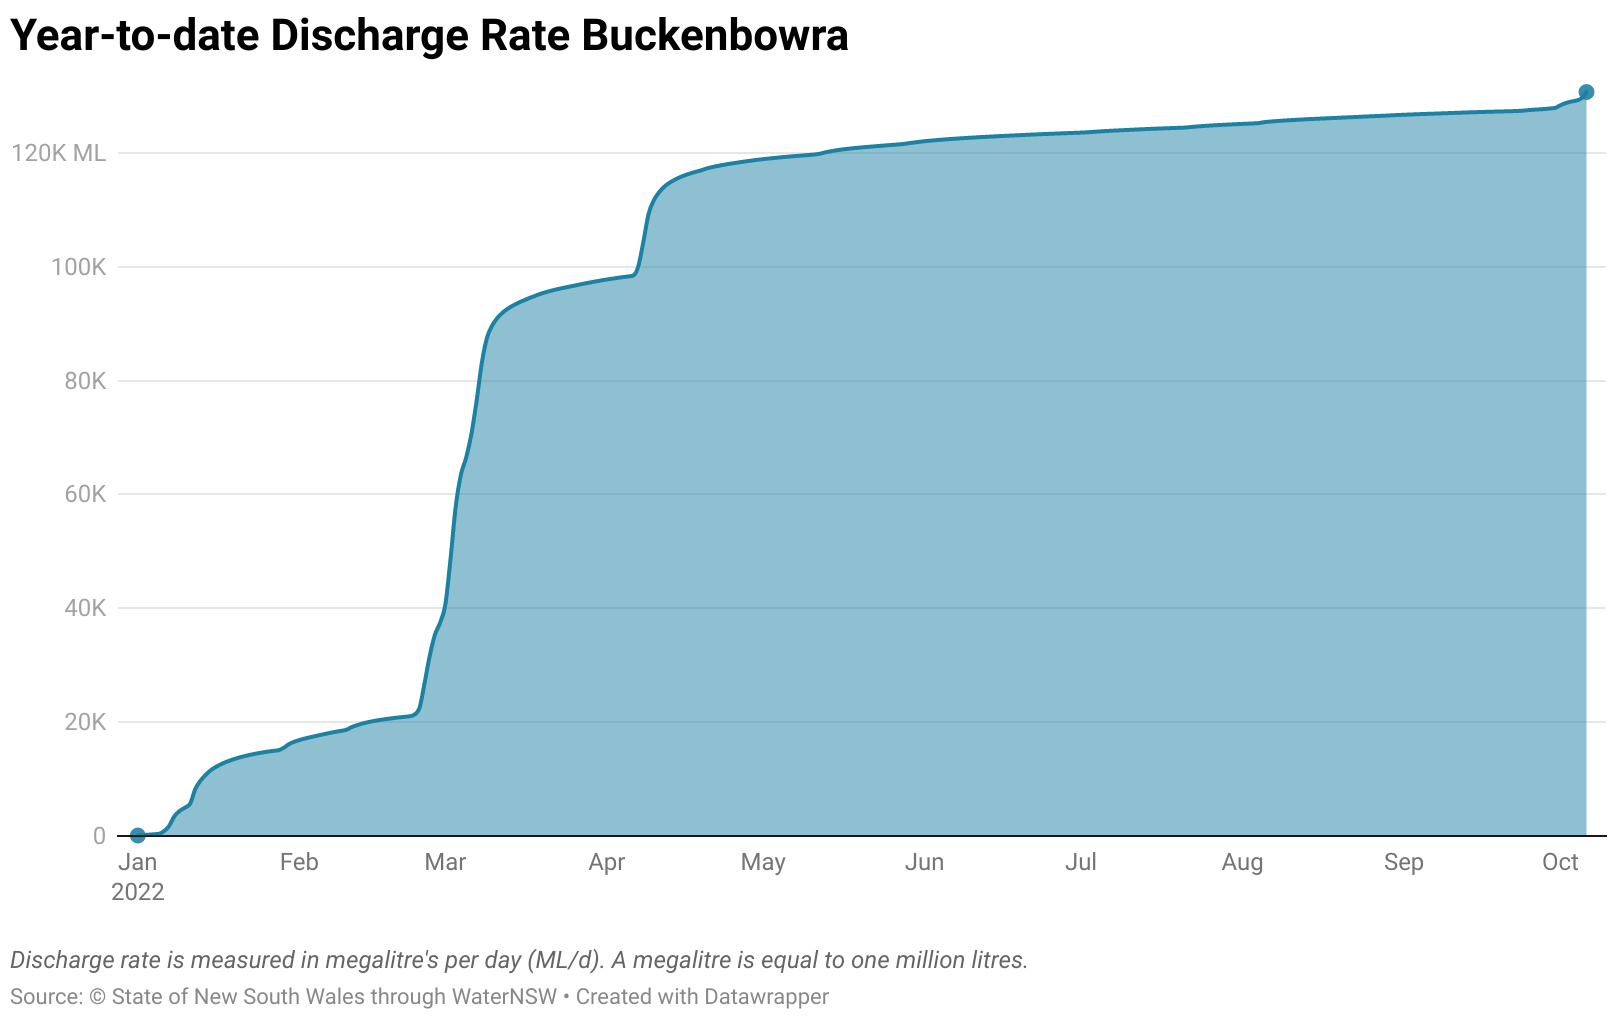 Year-to-date Discharge Rate Buckenbowra
120K ML
100K
80K
60K
40K
20K
0
Jan Feb Mar Apr May Jun Jul Aug Sep Oct
2022
Discharge rate is measured in megalitre's per day (ML/d). A megalitre is equal to one million litres.
Source: © State of New South Wales through WaterNSW • Created with Datawrapper